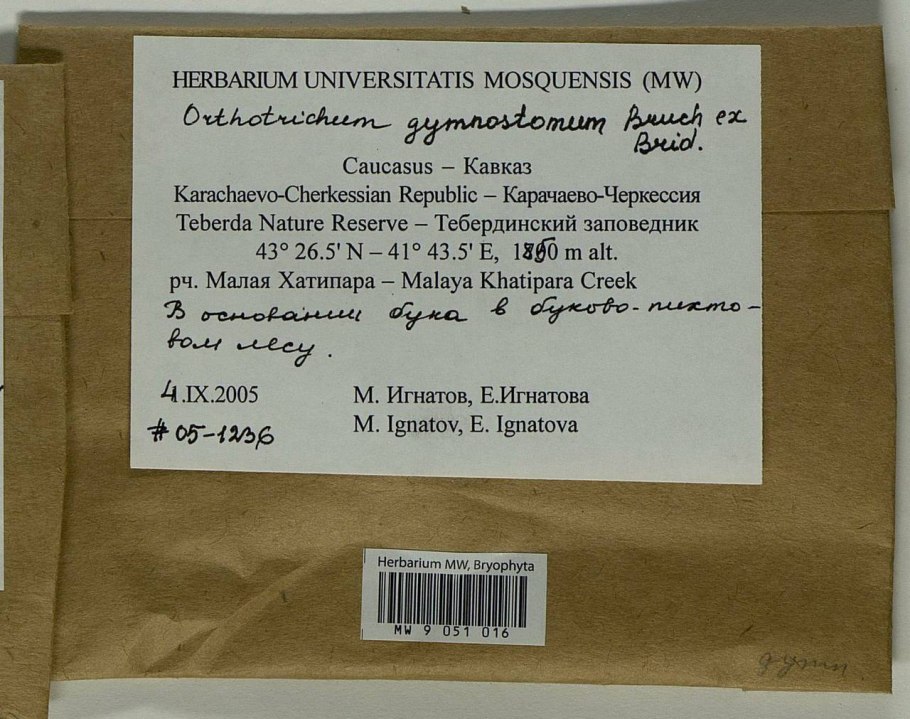 HERBARIUM UNIVERSITATIS MOSQUENSIS (MW)
Orthotrichum gymnostomum Bruch ex
Brid.
Caucasus – Кавказ
Karachaevo-Cherkessian Republic – Карачаево-Черкессия
Teberda Nature Reserve – Тебердинский заповедник
43° 26.5' N – 41° 43.5' E, m alt.
рч. Малая Хатипара – Malaya Khatipara Creek
В основании бука в буково-пихто-
вом лесу.
4.IX.2005
М. Игнатов, Е.Игнатова
#05-1236
M. Ignatov, E. Ignatova
Herbarium MW, Bryophyta
MW 9 051 016
gymn